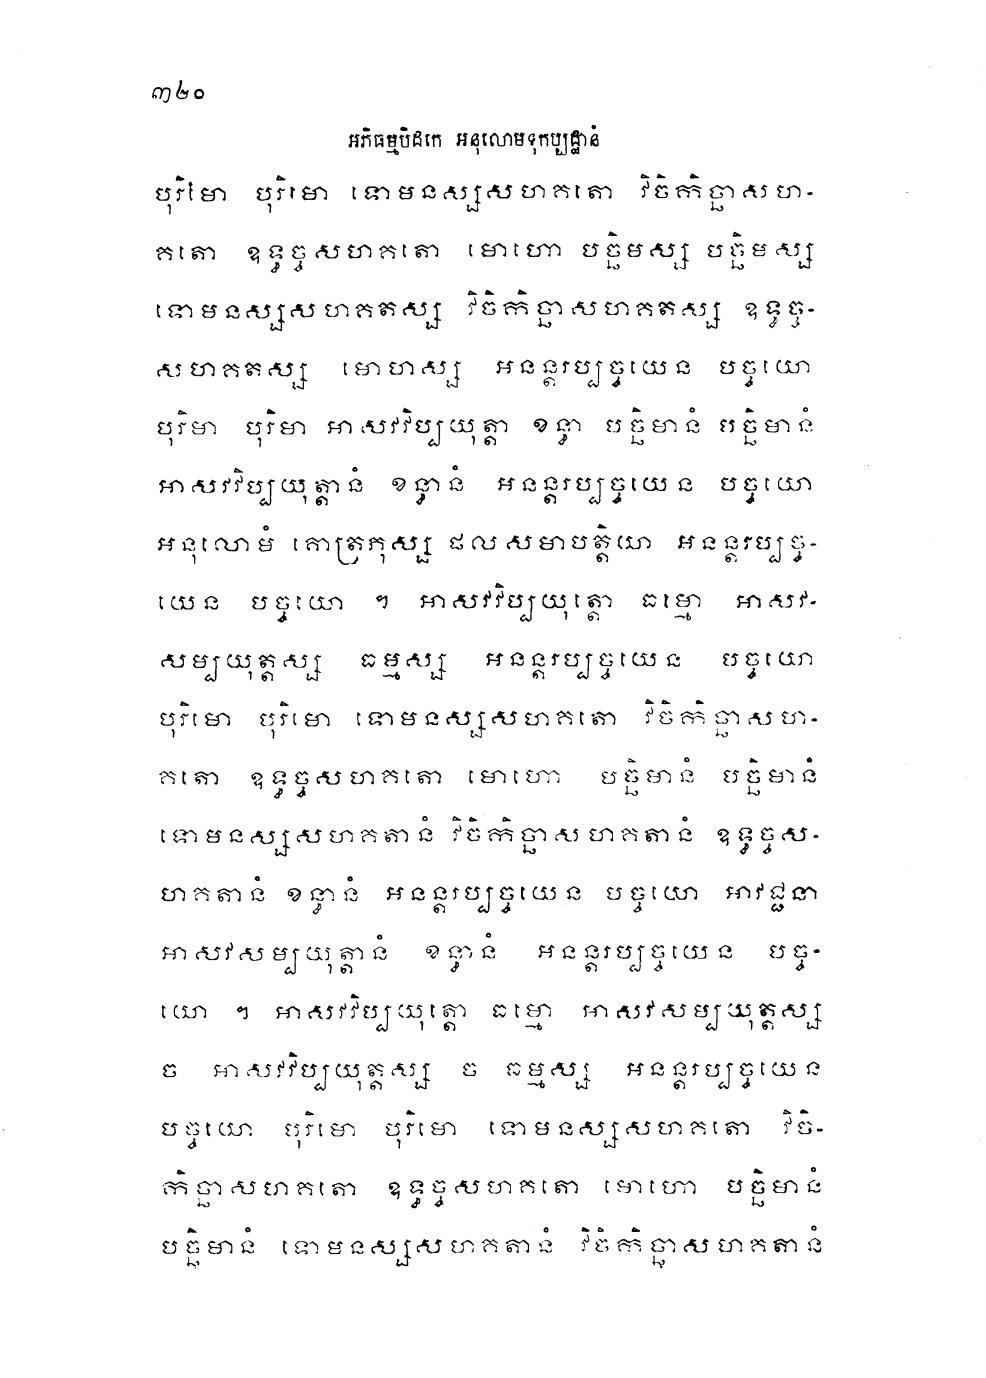 ៣២០
អភិធម្មបិដកេ អនុលោមទុកប្បដ្ឋានំ
បុរិមោ បុរិមោ ទោមនស្សសហគតោ វិចិកិច្ឆាសហ-
គតោ ឧទ្ធច្ចសហគតោ មោហោ បច្ឆិមស្ស បច្ឆិមស្ស
ទោមនស្សសហគតស្ស វិចិកិច្ឆាសហគតស្ស ឧទ្ធច្ច-
សហគតស្ស មោហស្ស អនន្តរប្បច្ចយេន បច្ចយោ
បុរិមា បុរិមា អាសវវិប្បយុត្តា ខន្ធា បច្ឆិមានំ បច្ឆិមានំ
អាសវវិប្បយុត្តានំ ខន្ធានំ អនន្តរប្បច្ចយេន បច្ចយោ
អនុលោមំ គោត្រភុស្ស ផលសមាបត្តិយោ អនន្តរប្បច្ច-
យេន បច្ចយោ ។ អាសវវិប្បយុត្តោ ធម្មោ អាសវ-
សម្បយុត្តស្ស ធម្មស្ស អនន្តរប្បច្ចយេន បច្ចយោ
បុរិមោ បុរិមោ ទោមនស្សសហគតោ វិចិកិច្ឆាសហ-
គតោ ឧទ្ធច្ចសហគតោ មោហោ បច្ឆិមានំ បច្ឆិមានំ
ទោមនស្សសហគតានំ វិចិកិច្ឆាសហគតានំ ឧទ្ធច្ចស-
ហគតានំ ខន្ធានំ អនន្តរប្បច្ចយេន បច្ចយោ អាវជ្ជនា
អាសវសម្បយុត្តានំ ខន្ធានំ អនន្តរប្បច្ចយេន បច្ច-
យោ ។ អាសវវិប្បយុត្តោ ធម្មោ អាសវសម្បយុត្តស្ស
ច អាសវវិប្បយុត្តស្ស ច ធម្មស្ស អនន្តរប្បច្ចយេន
បច្ចយោ បុរិមោ បុរិមោ ទោមនស្សសហគតោ វិចិ-
កិច្ឆាសហគតោ ឧទ្ធច្ចសហគតោ មោហោ បច្ឆិមានំ
បច្ឆិមានំ ទោមនស្សសហគតានំ វិចិកិច្ឆាសហគតានំ